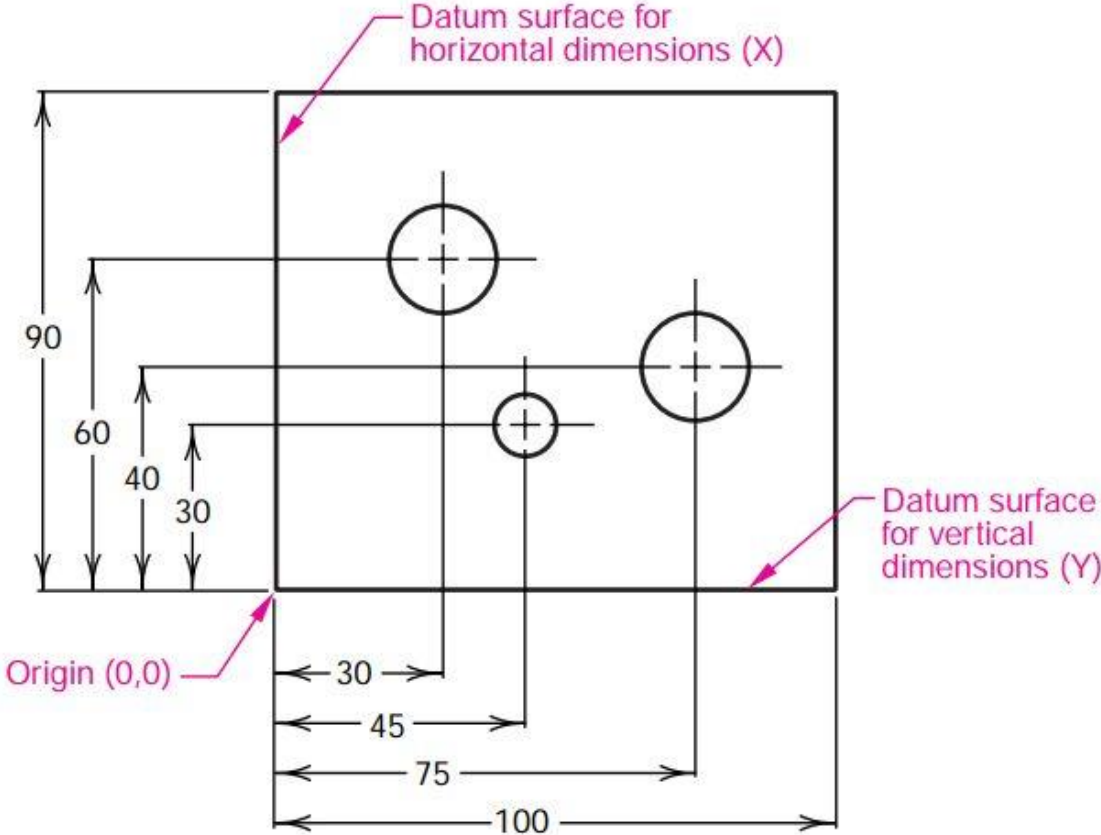 Datum surface for
horizontal dimensions (X)
90
60
40
30
Datum surface
for vertical
dimensions (Y)
Origin (0,0)
30
45
75
100